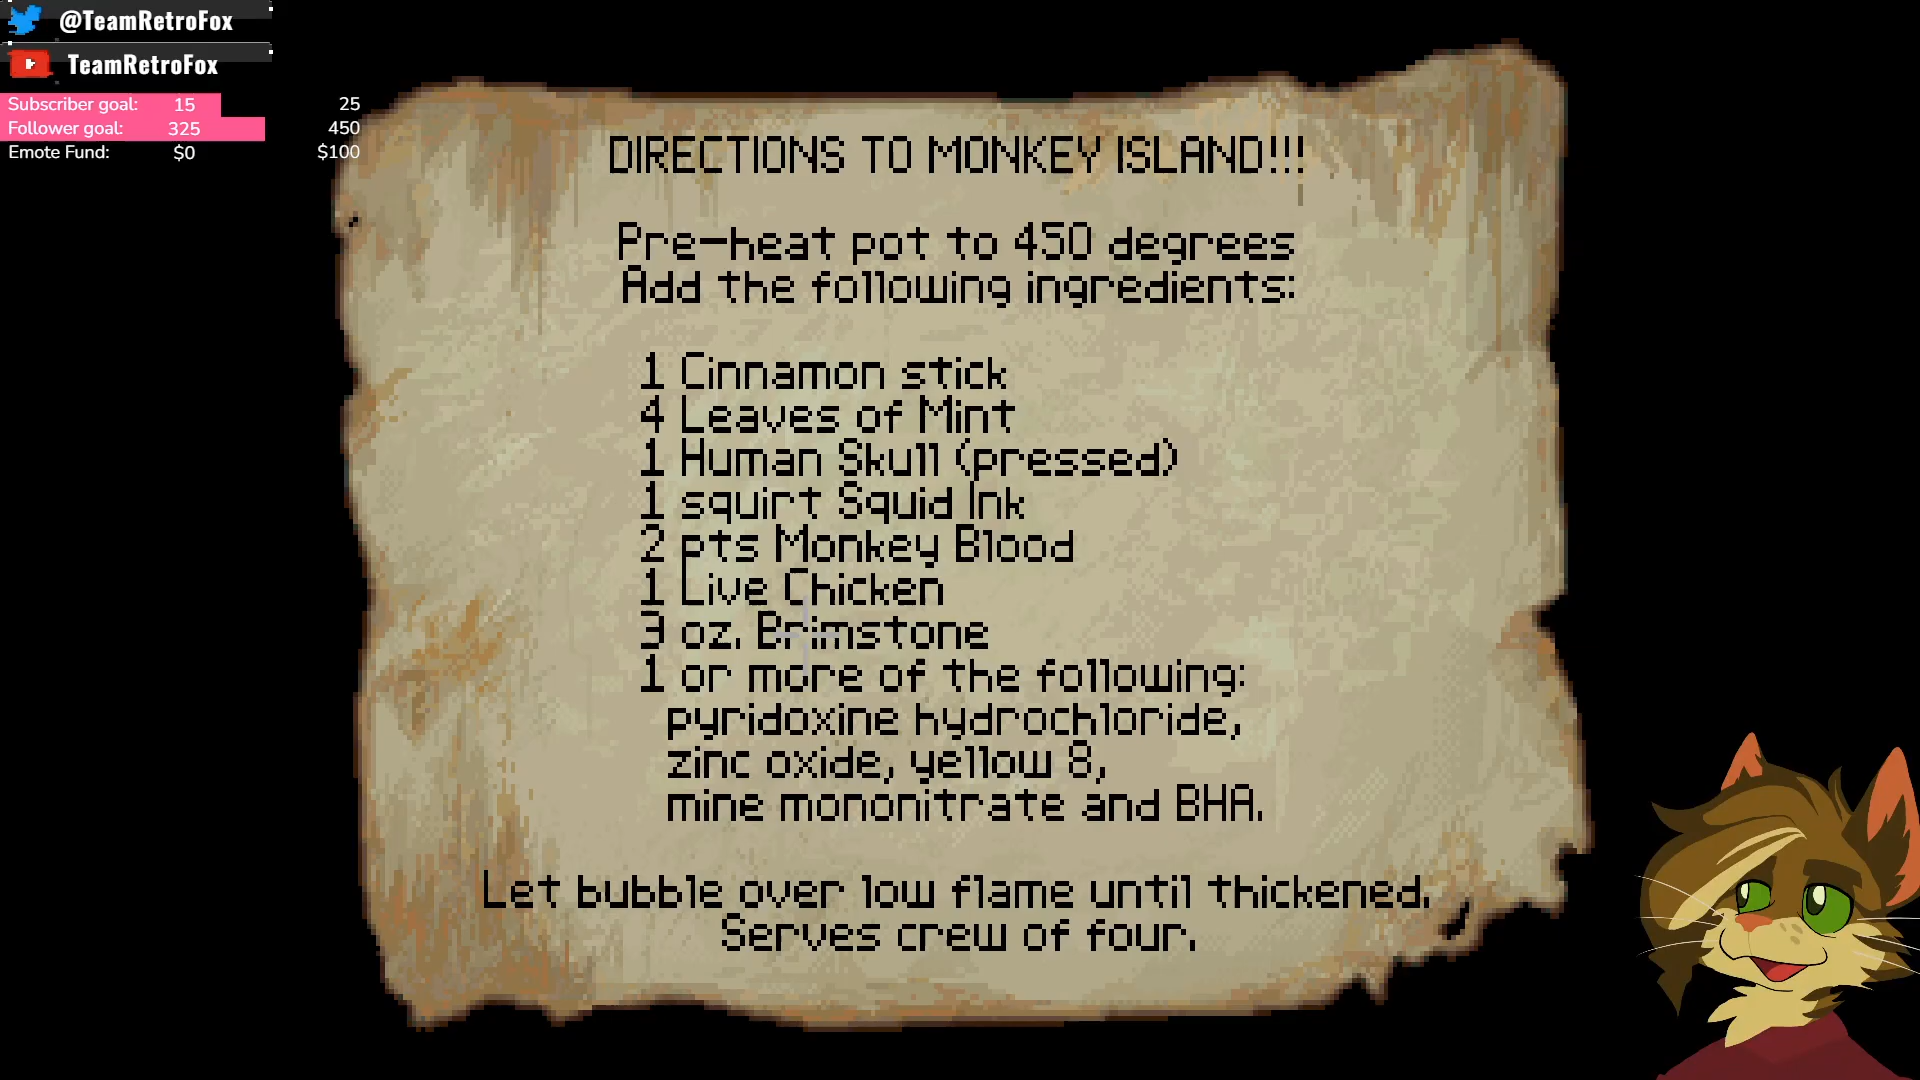 @TeamRetroFox
TeamRetroFox
Subscriber goal: 15 25
Follower goal: 325 450
Emote Fund: $0 $100
DIRECTIONS TO MONKEY ISLAND!!!
Pre-heat pot to 450 degrees
Add the following ingredients:
1 Cinnamon stick
4 Leaves of Mint
1 Human Skull (pressed)
1 squirt Squid Ink
2 pts Monkey Blood
1 Live Chicken
3 oz. Brimstone
1 or more of the following:
pyridoxine hydrochloride,
zinc oxide, yellow 8,
mine mononitrate and BHA.
Let bubble over low flame until thickened.
Serves crew of four.